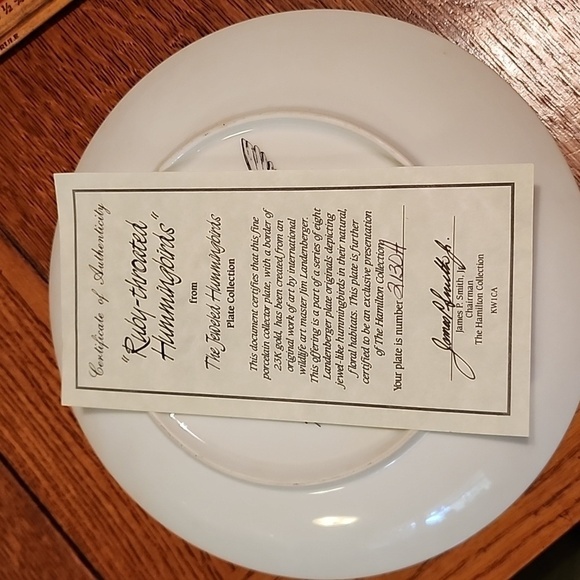 Certificate of Authenticity
"Ruby-throated
Hummingbirds"
from
The Jeweled Hummingbirds
Plate Collection
This document certifies that this fine
porcelain collector plate, with a border of
23K gold, has been created from an
original work of art by international
wildlife art master Jim Landenberger.
This offering is a part of a series of eight
Landenberger plate originals depicting
jewel-like hummingbirds in their natural,
floral habitats. This plate is further
certified to be an exclusive presentation
of The Hamilton Collection.
Your plate is number
James P. Smith, Jr.
James P. Smith, Jr.
Chairman
The Hamilton Collection
KW1CA